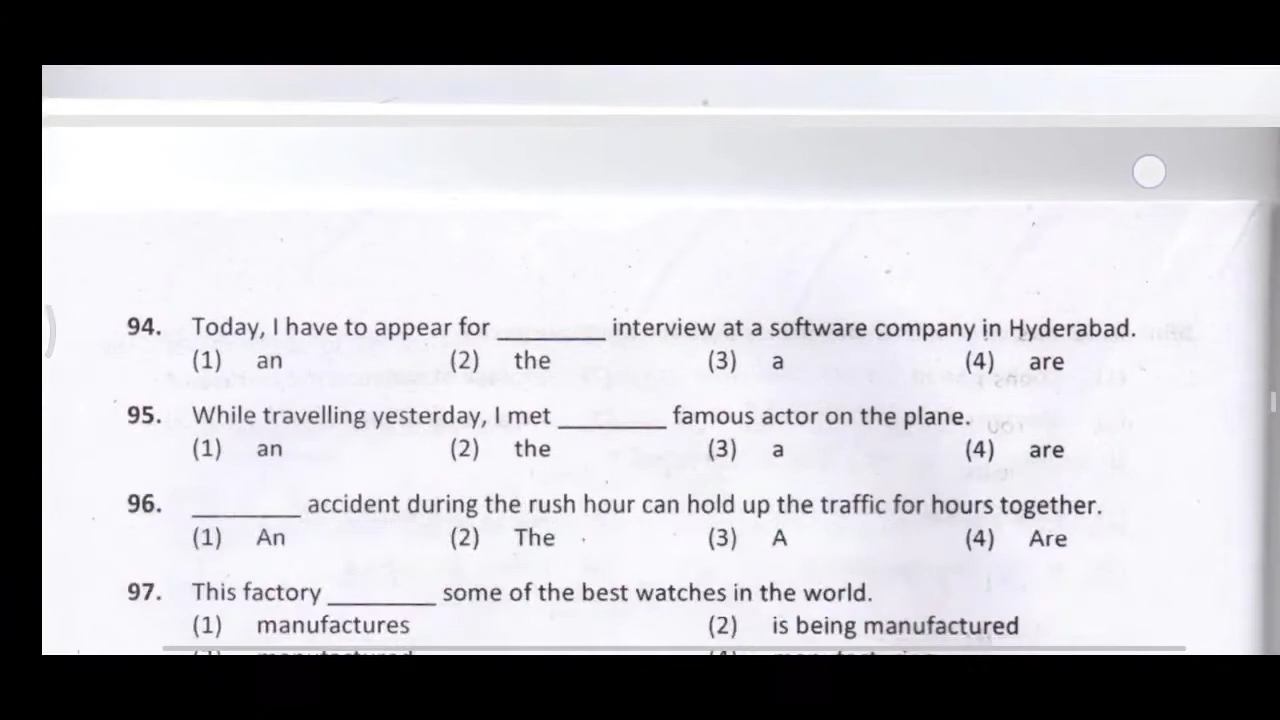 94. Today, I have to appear for ________ interview at a software company in Hyderabad.
(1) an (2) the (3) a (4) are
95. While travelling yesterday, I met ________ famous actor on the plane.
(1) an (2) the (3) a (4) are
96. ________ accident during the rush hour can hold up the traffic for hours together.
(1) An (2) The (3) A (4) Are
97. This factory ________ some of the best watches in the world.
(1) manufactures (2) is being manufactured